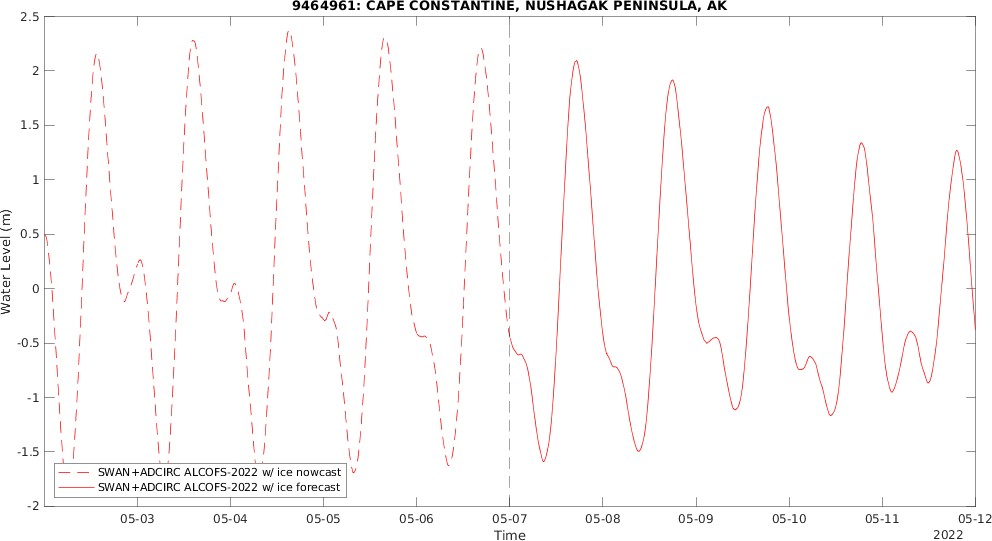 9464961: CAPE CONSTANTINE, NUSHAGAK PENINSULA, AK
2.5
2
1.5
1
0.5
0
-0.5
-1
-1.5
-2
Water Level (m)
SWAN+ADCIRC ALCOFS-2022 w/ ice nowcast
SWAN+ADCIRC ALCOFS-2022 w/ ice forecast
05-03 05-04 05-05 05-06 05-07 05-08 05-09 05-10 05-11 05-12
Time
2022